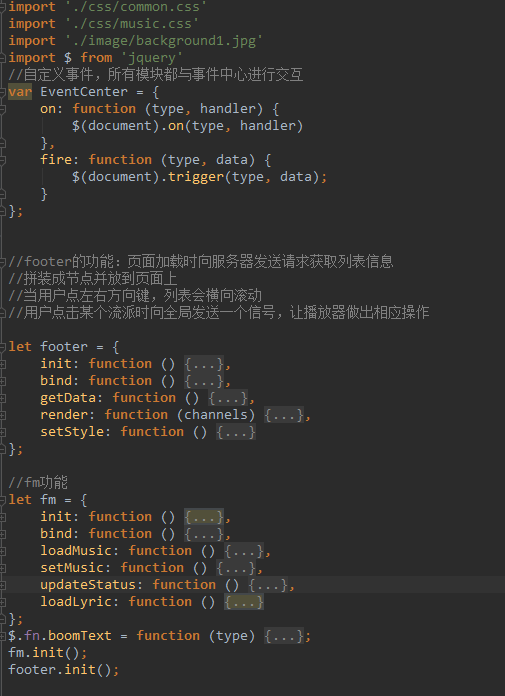 import './css/common.css'
import './css/music.css'
import './image/background1.jpg'
import $ from 'jquery'
//自定义事件，所有模块都与事件中心进行交互
var EventCenter = {
    on: function (type, handler) {
        $(document).on(type, handler)
    },
    fire: function (type, data) {
        $(document).trigger(type, data);
    }
};
//footer的功能：页面加载时向服务器发送请求获取列表信息
//拼装成节点并放到页面上
//当用户点左右方向键，列表会横向滚动
//用户点击某个流派时向全局发送一个信号，让播放器做出相应操作
let footer = {
    init: function () {...},
    bind: function () {...},
    getData: function () {...},
    render: function (channels) {...},
    setStyle: function () {...}
};
//fm功能
let fm = {
    init: function () {...},
    bind: function () {...},
    loadMusic: function () {...},
    setMusic: function () {...},
    updateStatus: function () {...},
    loadLyric: function () {...}
};
$.fn.boomText = function (type) {...};
fm.init();
footer.init();